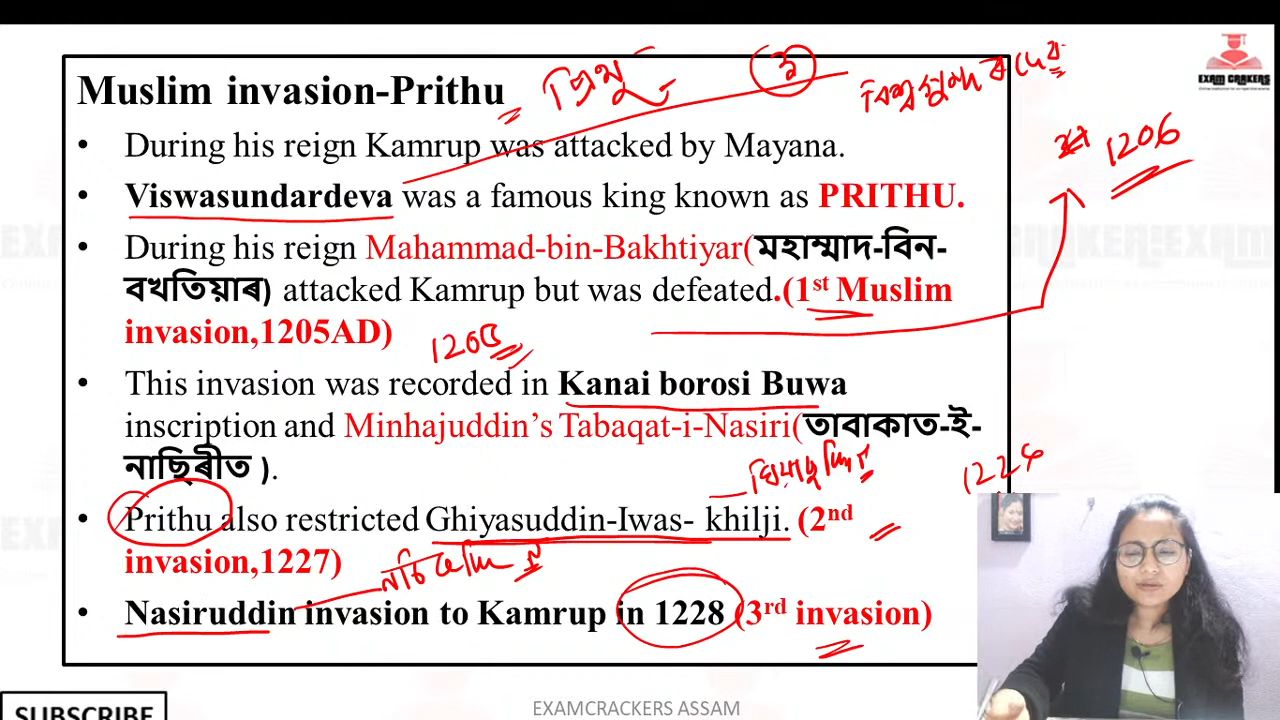 Muslim invasion-Prithu
• During his reign Kamrup was attacked by Mayana.
• Viswasundardeva was a famous king known as PRITHU.
• During his reign Mahammad-bin-Bakhtiyar(মহাম্মাদ-বিন-
বখতিয়াৰ) attacked Kamrup but was defeated.(1st Muslim
invasion,1205AD)
1206
• This invasion was recorded in Kanai borosi Buwa
inscription and Minhajuddin's Tabaqat-i-Nasiri(তাবাকাত-ই-
নাছিৰীত ).
• Prithu also restricted Ghiyasuddin-Iwas- khilji. (2nd
invasion,1227)
• Nasiruddin invasion to Kamrup in 1228 (3rd invasion)
EXAM CRAKERS
SUBSCRIBE
EXAMCRACKERS ASSAM